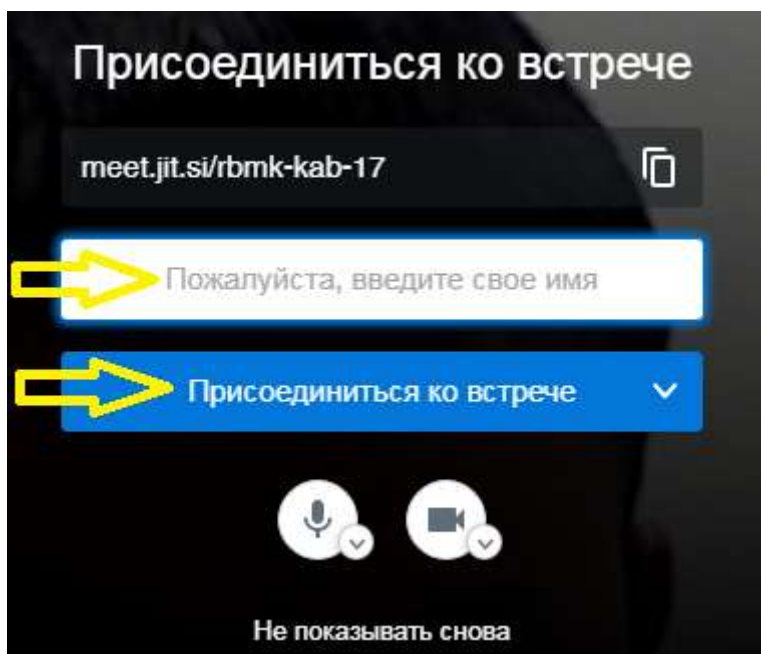 Присоединиться ко встрече
meet.jit.si/rbmk-kab-17
Пожалуйста, введите свое имя
Присоединиться ко встрече
Не показывать снова